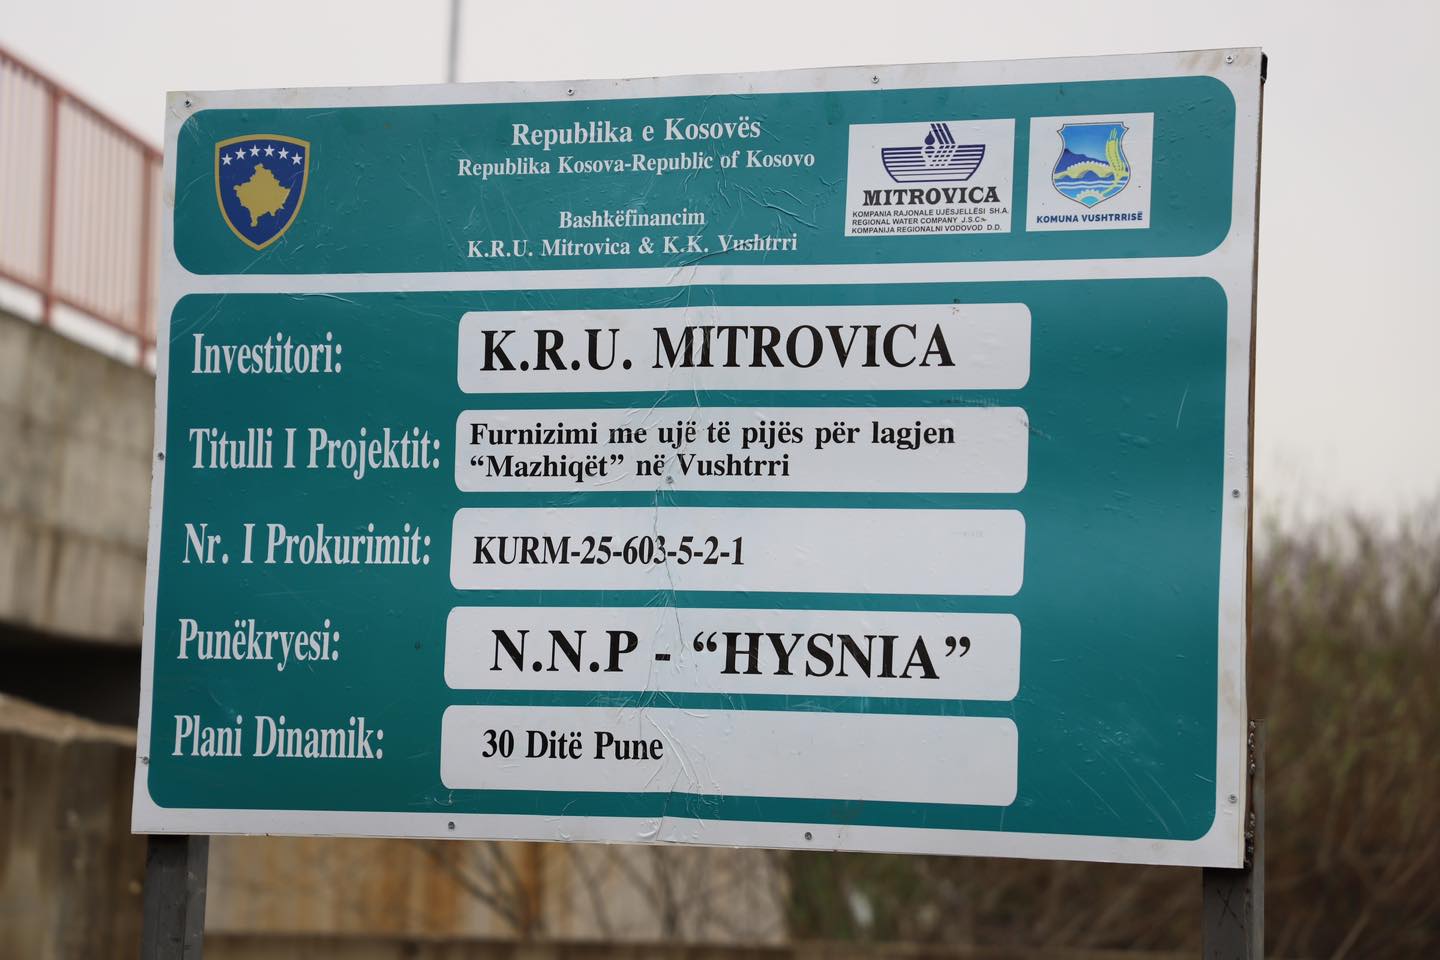 Republika e Kosovës
Republika Kosova-Republic of Kosovo
Bashkëfinancim
K.R.U. Mitrovica & K.K. Vushtrri
MITROVICA
KOMPANIA RAJONALE UJËSJELLËSI SH.A.
REGIONAL WATER COMPANY J.S.C
KOMPANIJA REGIONALNI VODOVOD D.D.
KOMUNA VUSHTRRISË
Investitori: K.R.U. MITROVICA
Titulli I Projektit: Furnizimi me ujë të pijës për lagjen
“Mazhiqët” në Vushtrri
Nr. I Prokurimit: KURM-25-603-5-2-1
Punëkryesi: N.N.P - “HYSNIA”
Plani Dinamik: 30 Ditë Pune